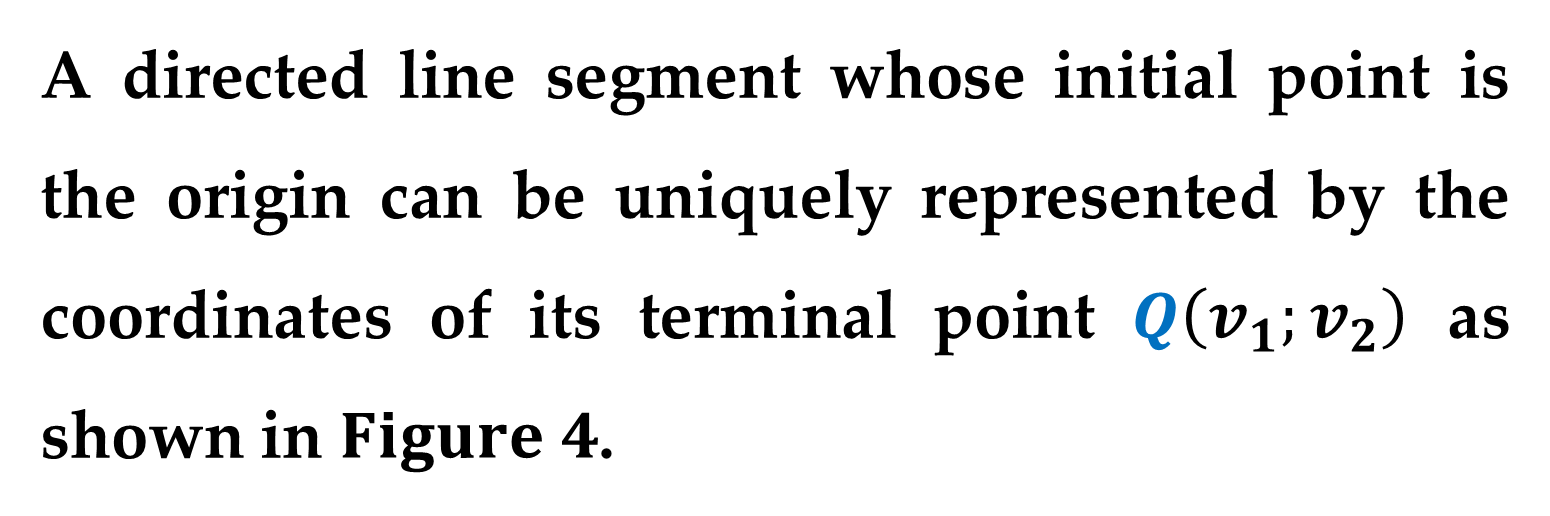 A directed line segment whose initial point is
the origin can be uniquely represented by the
coordinates of its terminal point Q(v₁; v₂) as
shown in Figure 4.